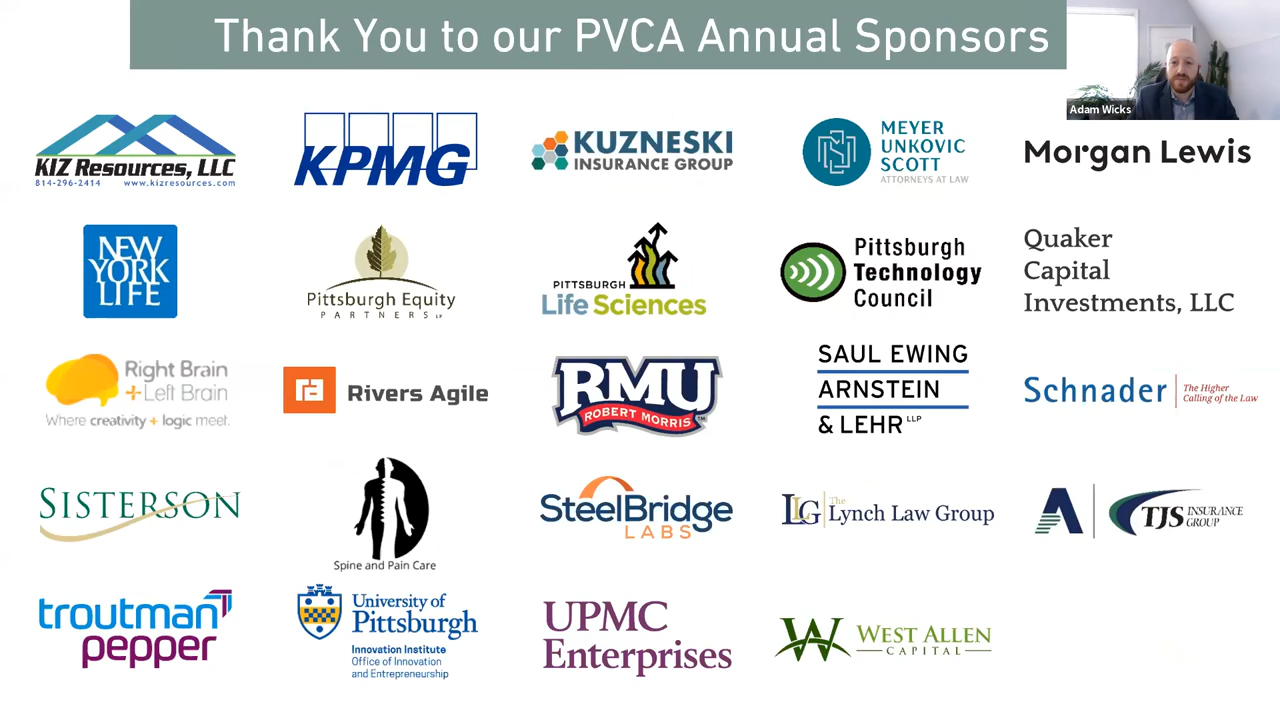 Thank You to our PVCA Annual Sponsors
Adam Wicks
KIZ Resources, LLC
814-296-2414 www.kizresources.com
KPMG
KUZNESKI
INSURANCE GROUP
MEYER
UNKOVIC
SCOTT
ATTORNEYS AT LAW
Morgan Lewis
NEW
YORK
LIFE
Pittsburgh Equity
PARTNERS LP
PITTSBURGH
Life Sciences
Pittsburgh
Technology
Council
Quaker
Capital
Investments, LLC
Right Brain
+Left Brain
Where creativity + logic meet.
ra
Rivers Agile
RMU
ROBERT MORRIS
TM
SAUL EWING
ARNSTEIN
& LEHR LLP
Schnader
The Higher
Calling of the Law
SISTERSON
Spine and Pain Care
SteelBridge
LABS
LLG
The
Lynch Law Group
A
TJS INSURANCE
GROUP
troutman
pepper
University of
Pittsburgh
Innovation Institute
Office of Innovation
and Entrepreneurship
UPMC
Enterprises
WA
WEST ALLEN
CAPITAL